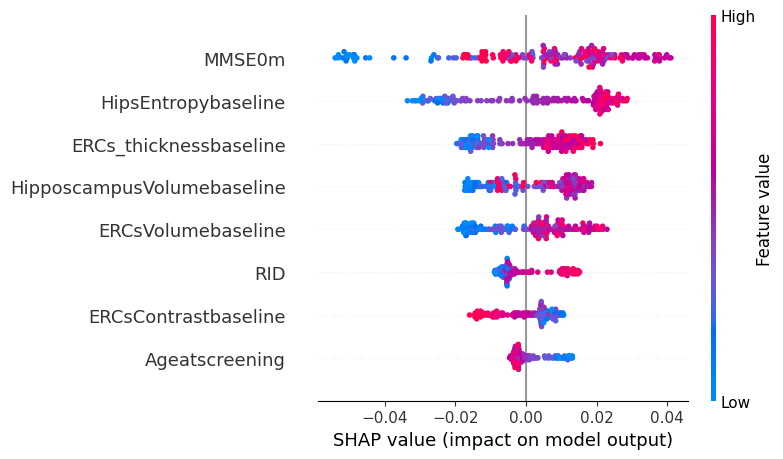 High
MMSE0m
HipsEntropybaseline
ERCs_thicknessbaseline
HipposcampusVolumebaseline
ERCsVolumebaseline
RID
ERCsContrastbaseline
Ageatscreening
Feature value
Low
−0.04 −0.02 0.00 0.02 0.04
SHAP value (impact on model output)